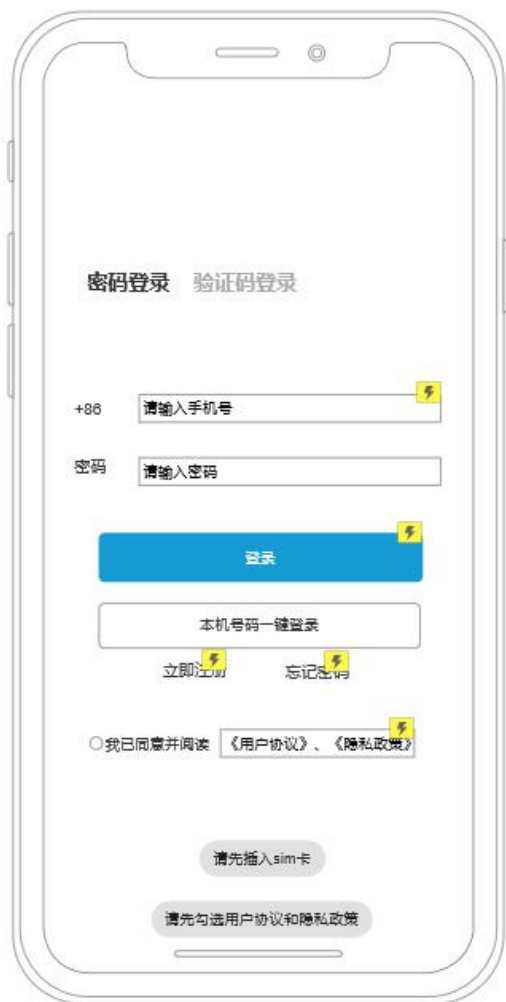 密码登录 验证码登录
+86 请输入手机号
密码 请输入密码
登录
本机号码一键登录
立即注册 忘记密码
我已同意并阅读 《用户协议》、《隐私政策》
请先插入sim卡
请先勾选用户协议和隐私政策